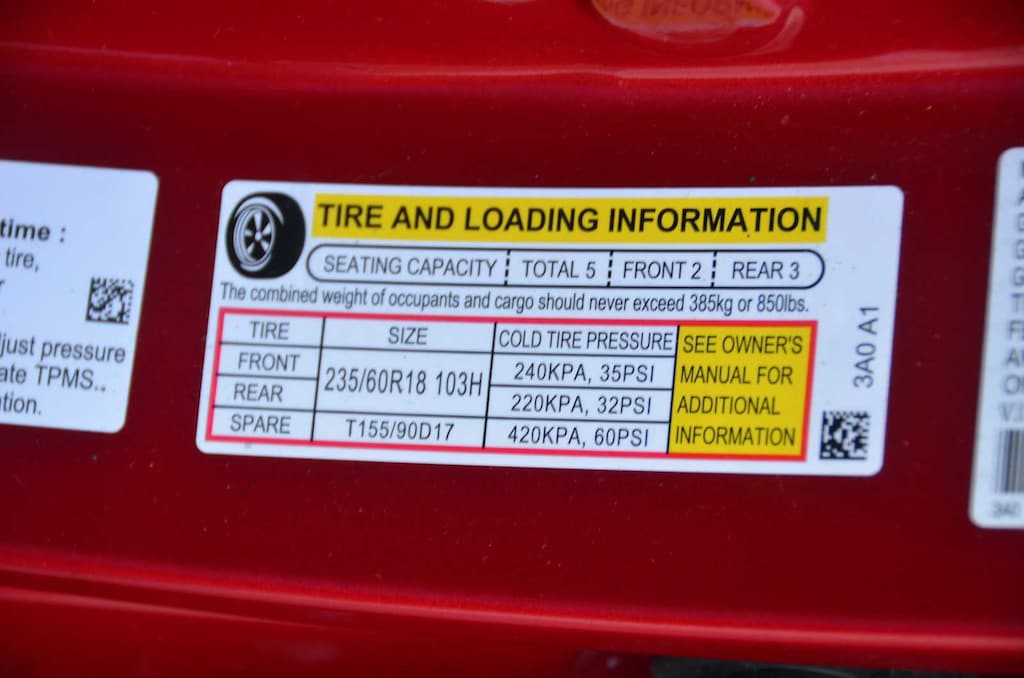 time :
tire,
just pressure
ate TPMS..
tion.
TIRE AND LOADING INFORMATION
SEATING CAPACITY TOTAL 5 FRONT 2 REAR 3
The combined weight of occupants and cargo should never exceed 385kg or 850lbs.
TIRE SIZE COLD TIRE PRESSURE
FRONT 235/60R18 103H 240KPA, 35PSI
REAR 220KPA, 32PSI
SPARE T155/90D17 420KPA, 60PSI
SEE OWNER'S
MANUAL FOR
ADDITIONAL
INFORMATION
3A0 A1
3A0